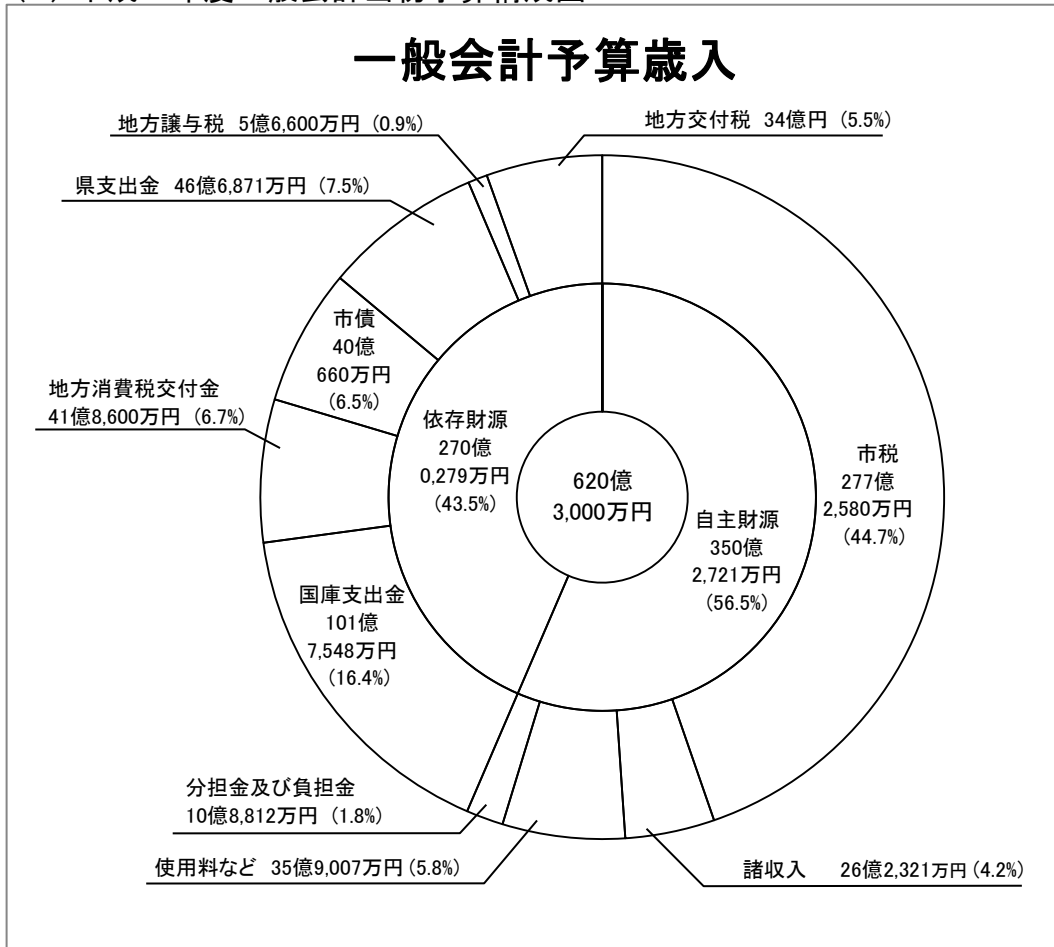 一般会計予算歳入
地方譲与税 5億6,600万円 (0.9%)
地方交付税 34億円 (5.5%)
県支出金 46億6,871万円 (7.5%)
市債
40億
660万円
(6.5%)
地方消費税交付金
41億8,600万円 (6.7%)
依存財源
270億
0,279万円
(43.5%)
620億
3,000万円
市税
277億
2,580万円
(44.7%)
自主財源
350億
2,721万円
(56.5%)
国庫支出金
101億
7,548万円
(16.4%)
分担金及び負担金
10億8,812万円 (1.8%)
使用料など 35億9,007万円(5.8%)
諸収入 26億2,321万円(4.2%)